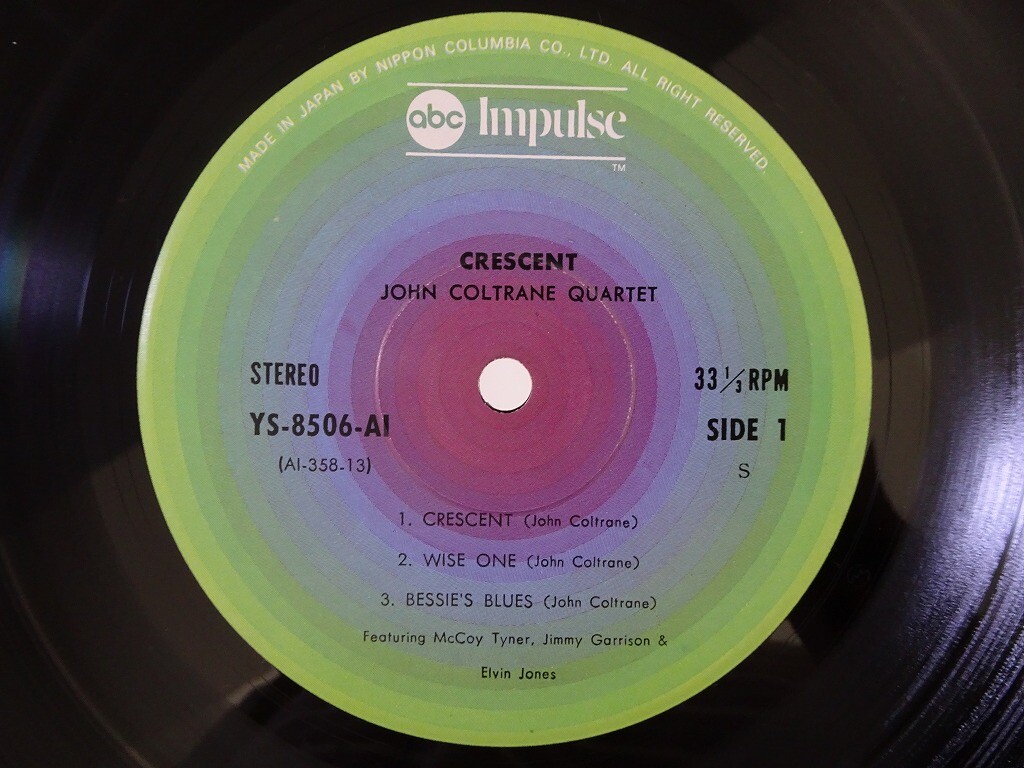 MADE IN JAPAN BY NIPPON COLUMBIA CO., LTD. ALL RIGHT RESERVED.
abc Impulse
TM
CRESCENT
JOHN COLTRANE QUARTET
STEREO
33 1/3 RPM
YS-8506-AI
SIDE 1
(AI-358-13)
S
1. CRESCENT (John Coltrane)
2. WISE ONE (John Coltrane)
3. BESSIE'S BLUES (John Coltrane)
Featuring McCoy Tyner, Jimmy Garrison &
Elvin Jones